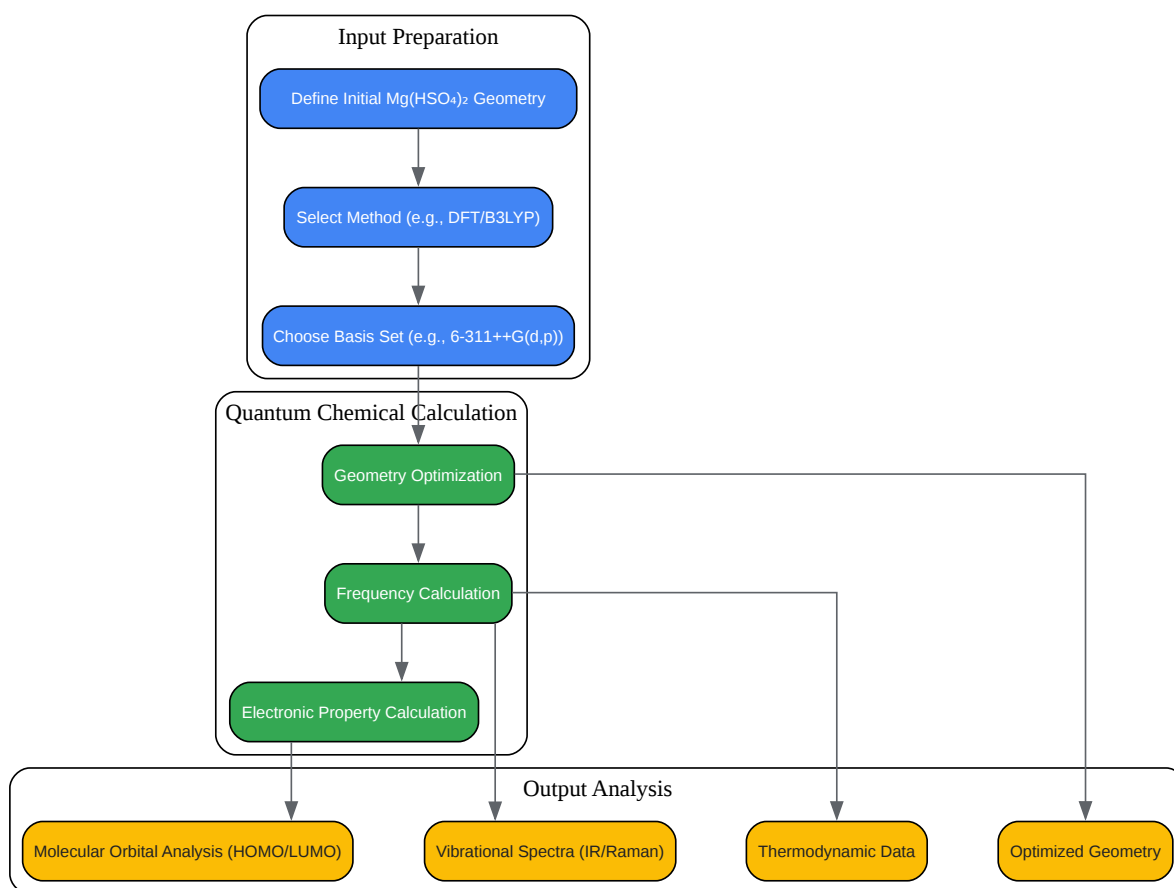 Input Preparation
Define Initial Mg(HSO₄)₂ Geometry
Select Method (e.g., DFT/B3LYP)
Choose Basis Set (e.g., 6-311++G(d,p))
Quantum Chemical Calculation
Geometry Optimization
Frequency Calculation
Electronic Property Calculation
Output Analysis
Molecular Orbital Analysis (HOMO/LUMO)
Vibrational Spectra (IR/Raman)
Thermodynamic Data
Optimized Geometry